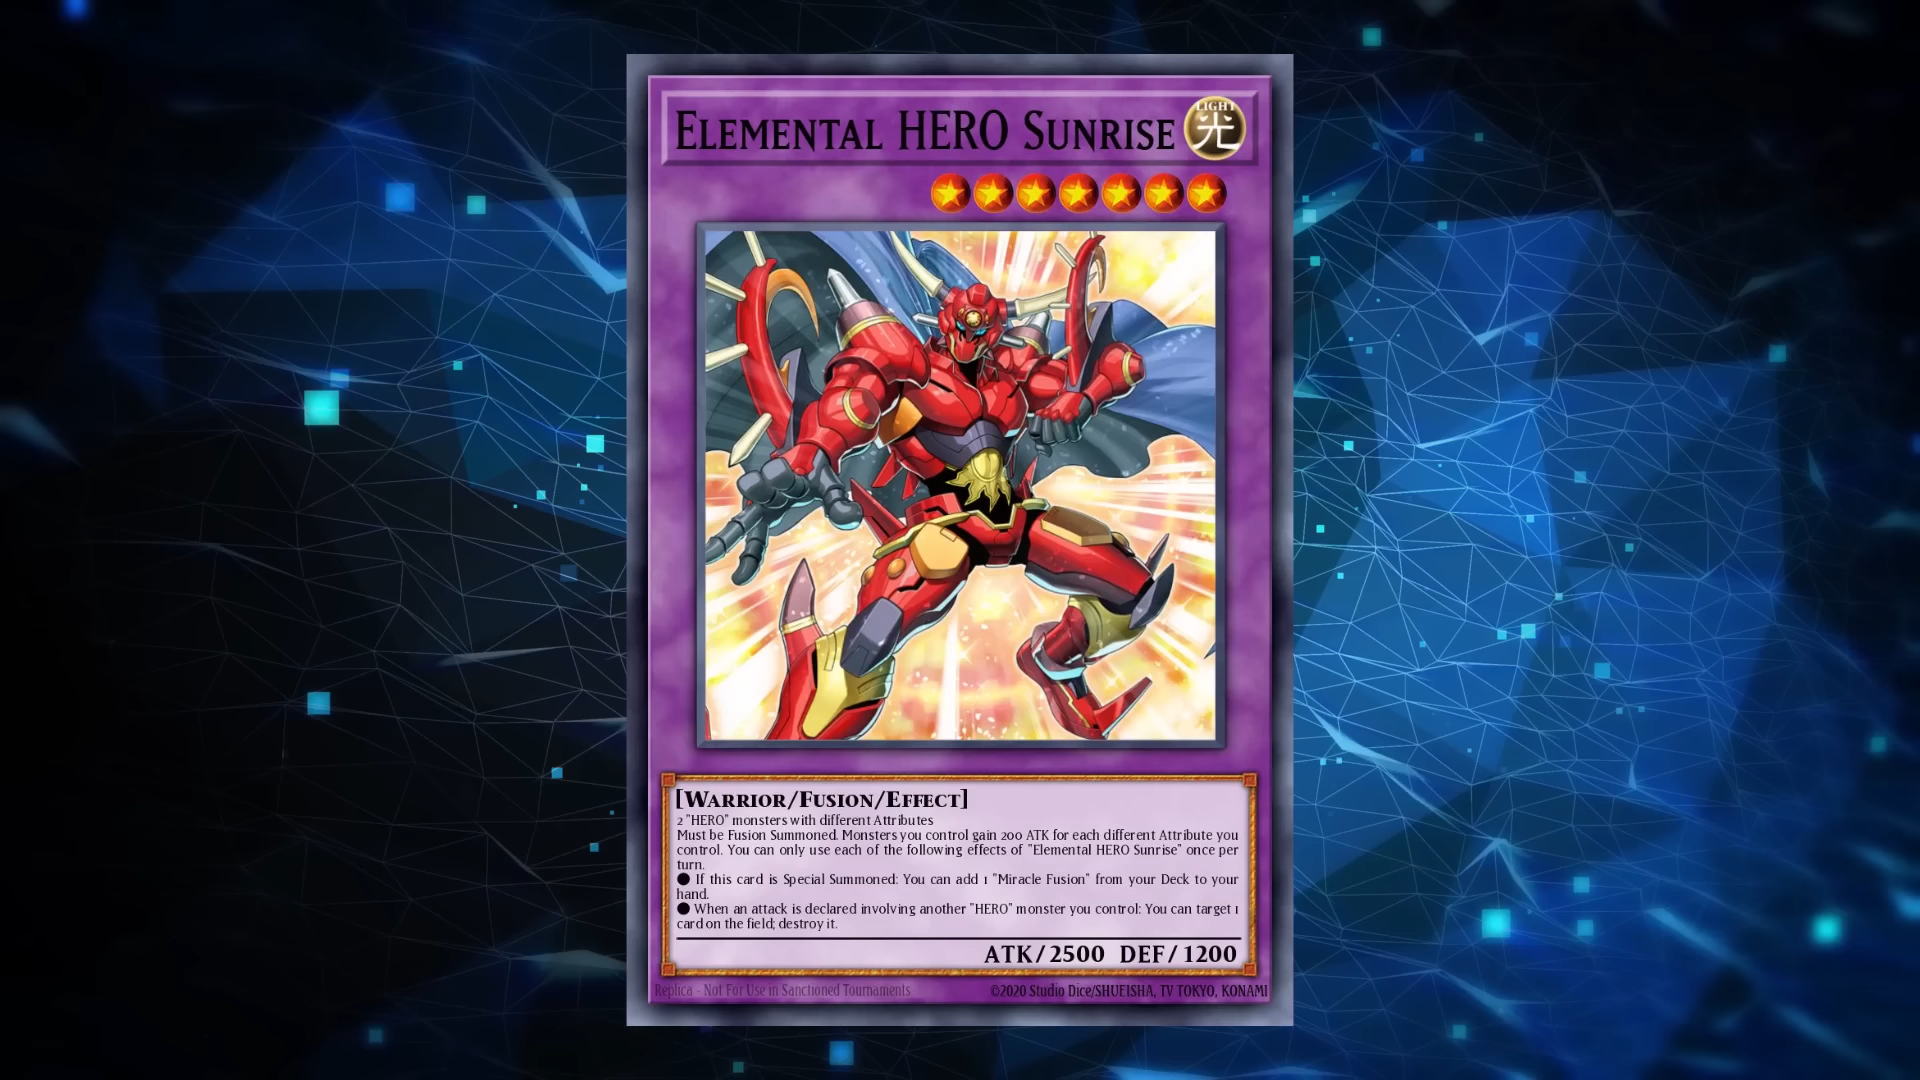 Elemental HERO Sunrise
LIGHT
光
[Warrior/Fusion/Effect]
2 "HERO" monsters with different Attributes
Must be Fusion Summoned. Monsters you control gain 200 ATK for each different Attribute you
control. You can only use each of the following effects of "Elemental HERO Sunrise" once per
turn.
● If this card is Special Summoned: You can add 1 "Miracle Fusion" from your Deck to your
hand.
● When an attack is declared involving another "HERO" monster you control: You can target 1
card on the field; destroy it.
ATK/2500 DEF/1200
Replica - Not For Use in Sanctioned Tournaments
©2020 Studio Dice/SHUEISHA, TV TOKYO, KONAMI